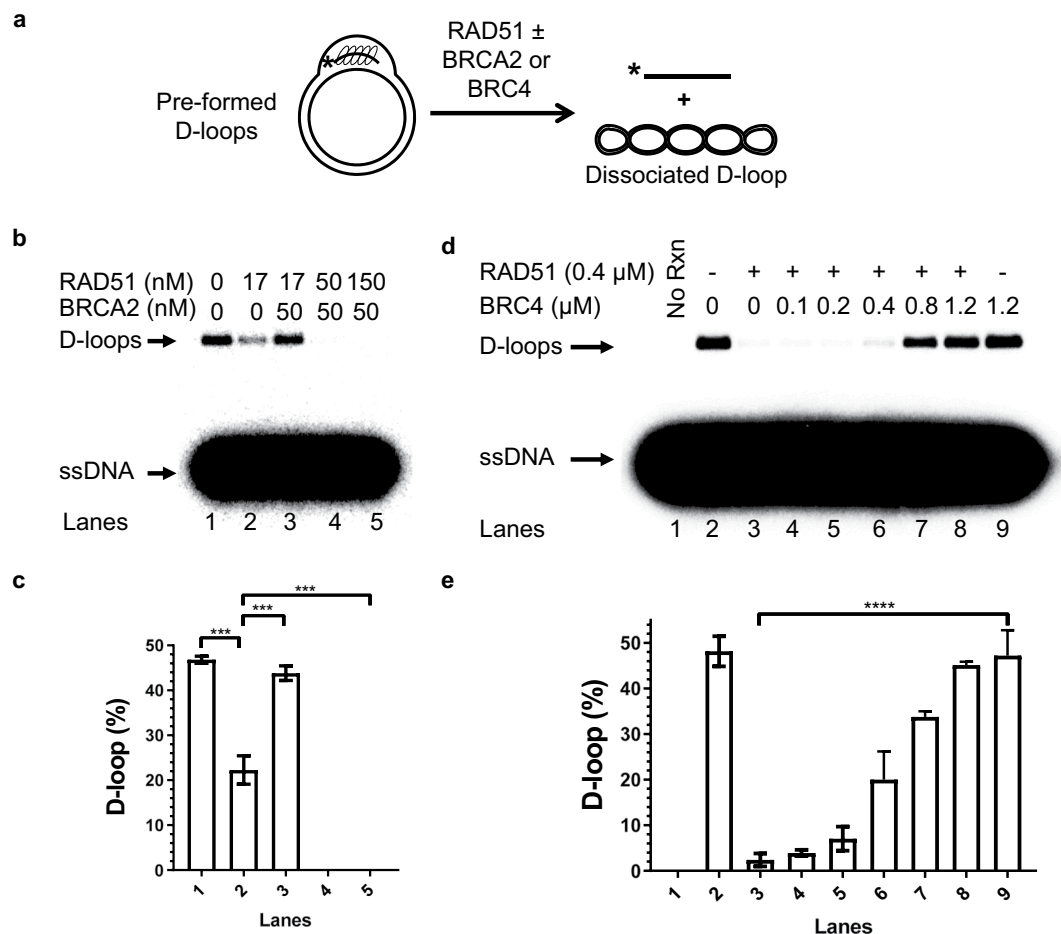 a
Pre-formed
D-loops
*
RAD51 ±
BRCA2 or
BRC4
*
+
Dissociated D-loop
b
RAD51 (nM) 0 17 17 50 150
BRCA2 (nM) 0 0 50 50 50
D-loops
ssDNA
Lanes 1 2 3 4 5
d
No Rxn
RAD51 (0.4 µM) - + + + + + + -
BRC4 (µM) 0 0 0.1 0.2 0.4 0.8 1.2 1.2
D-loops
ssDNA
Lanes 1 2 3 4 5 6 7 8 9
c
***
***
***
D-loop (%)
50
40
30
20
10
0
1 2 3 4 5
Lanes
e
****
D-loop (%)
50
40
30
20
10
0
1 2 3 4 5 6 7 8 9
Lanes